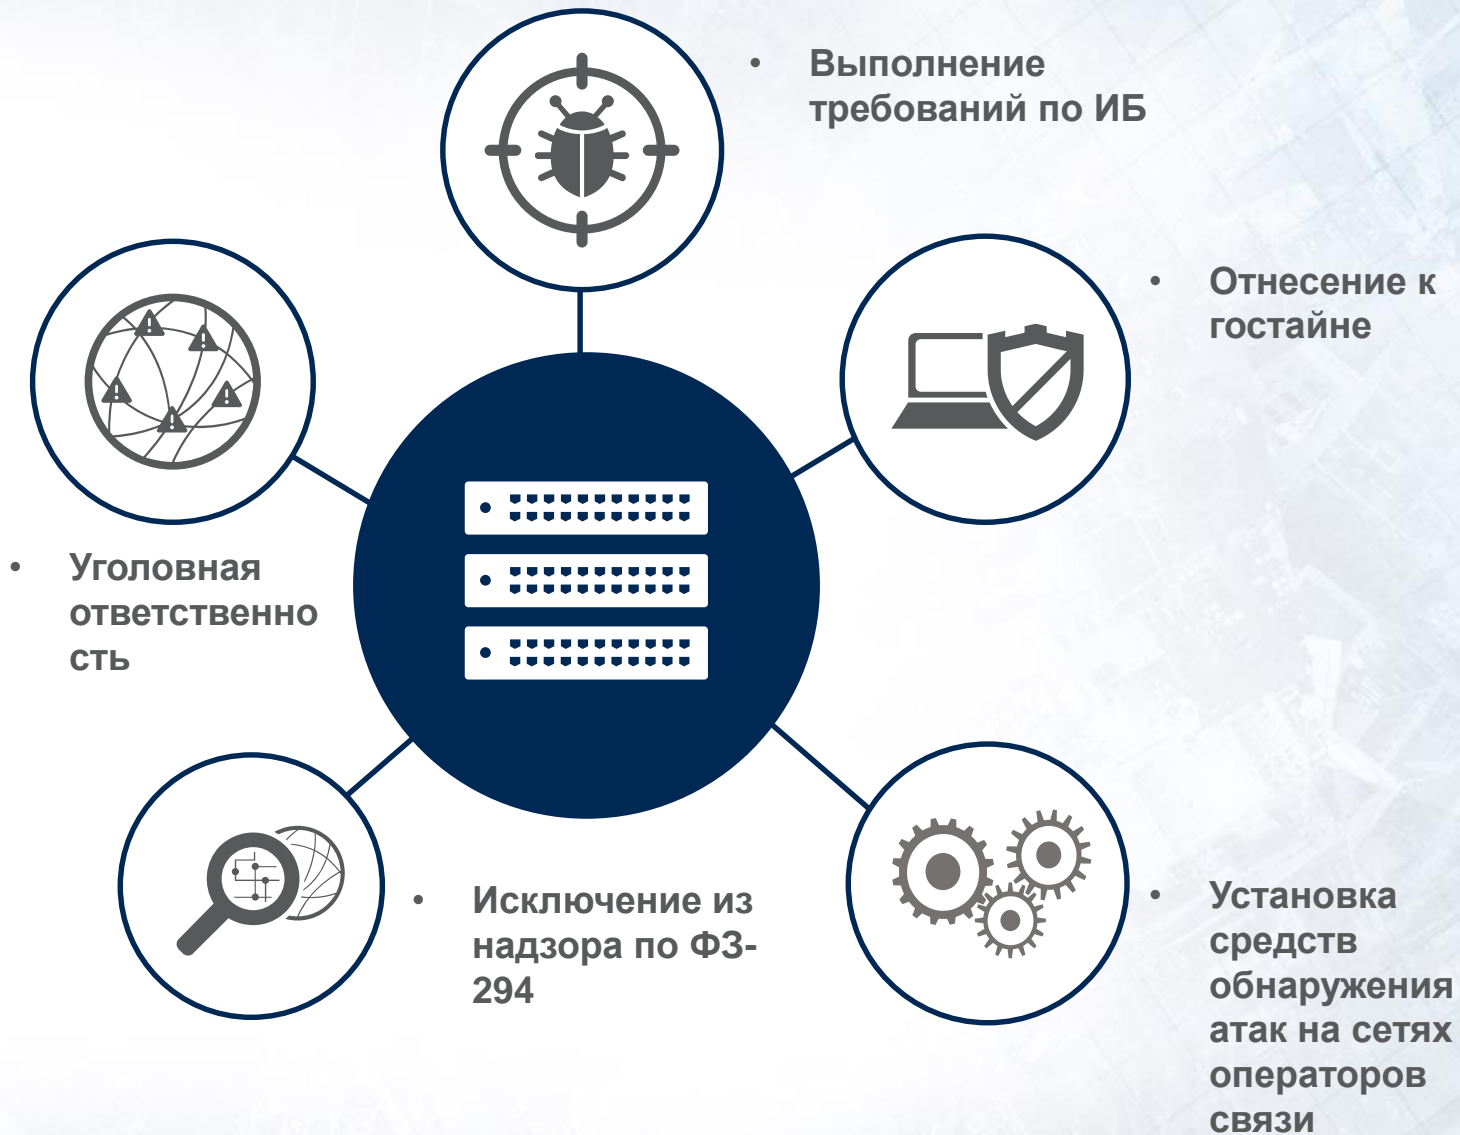 • Выполнение
требований по ИБ
• Отнесение к
гостайне
• Уголовная
ответственно
сть
• Исключение из
надзора по ФЗ-
294
• Установка
средств
обнаружения
атак на сетях
операторов
связи